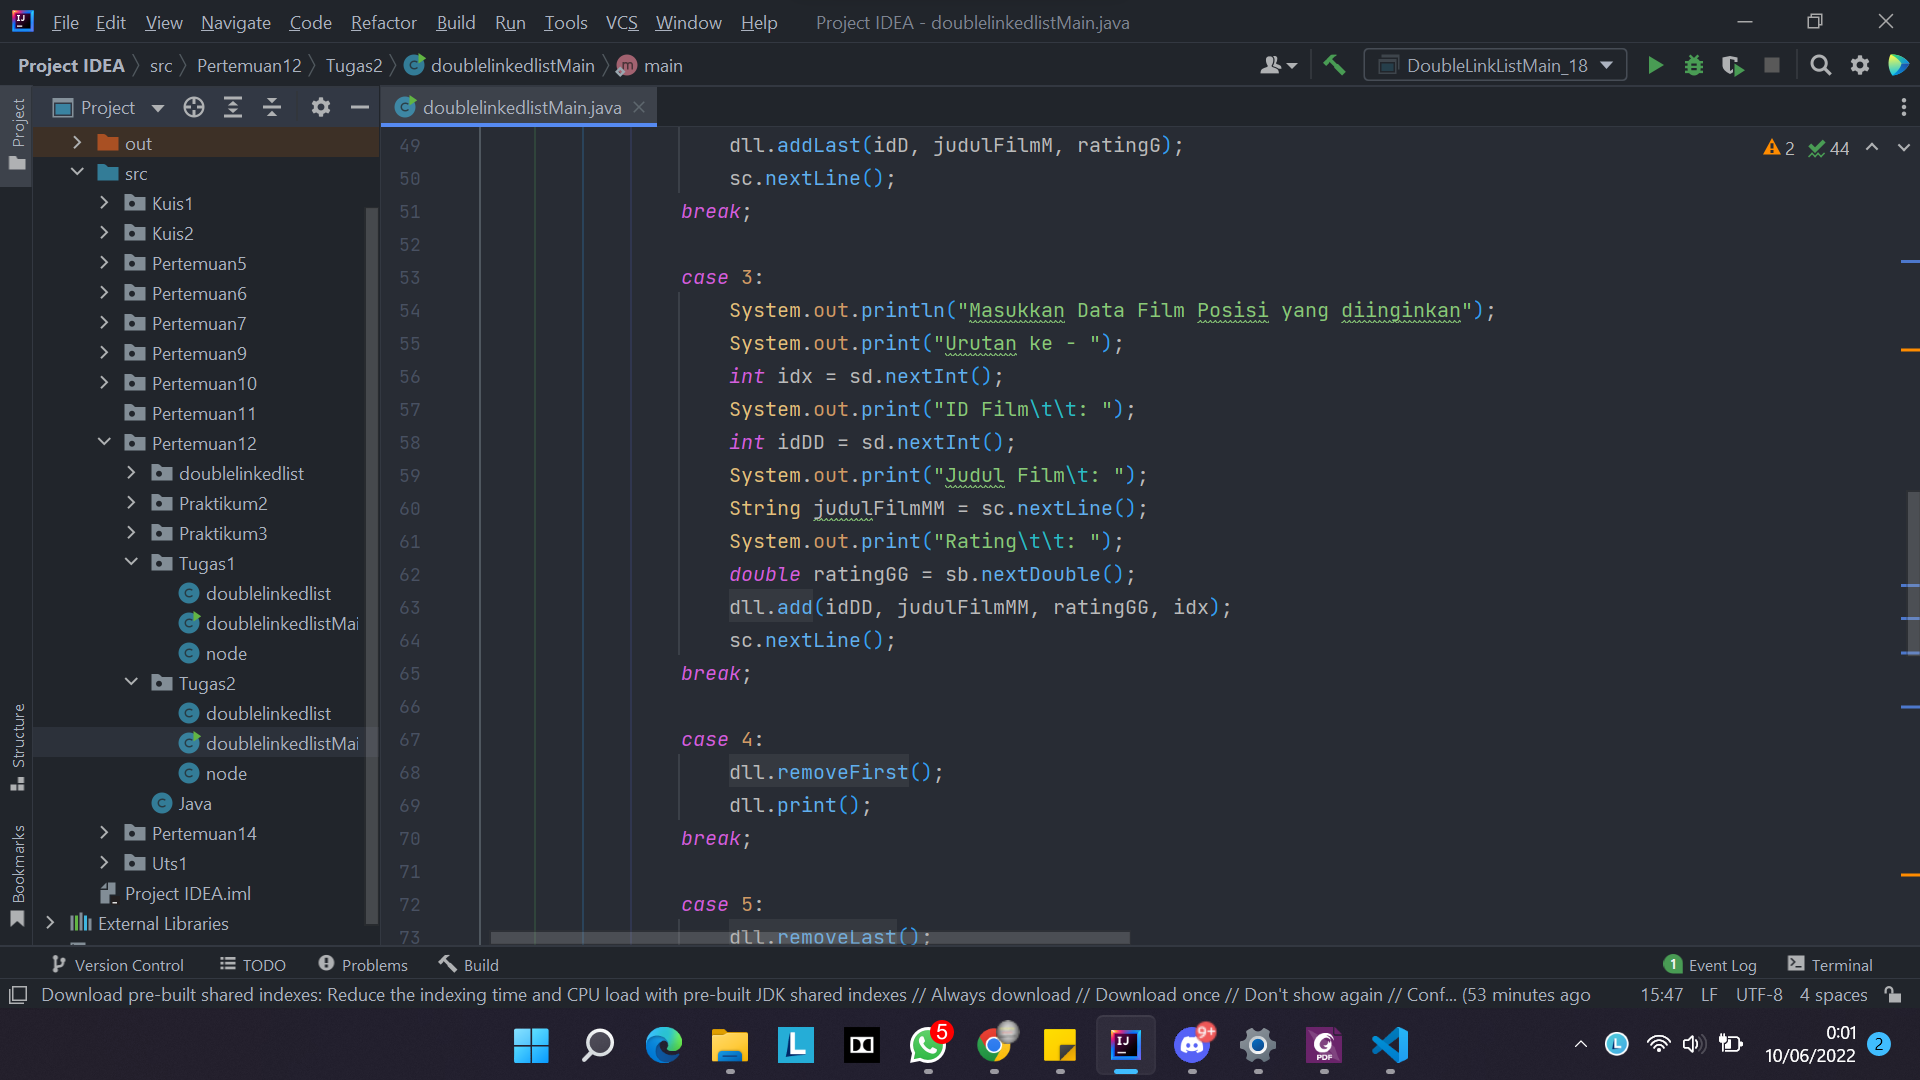 File Edit View Navigate Code Refactor Build Run Tools VCS Window Help Project IDEA - doublelinkedlistMain.java
Project IDEA src Pertemuan12 Tugas2 doublelinkedlistMain main DoubleLinkListMain_18
Project
Project doublelinkedlistMain.java
out
src
Kuis1
Kuis2
Pertemuan5
Pertemuan6
Pertemuan7
Pertemuan9
Pertemuan10
Pertemuan11
Pertemuan12
doublelinkedlist
Praktikum2
Praktikum3
Tugas1
doublelinkedlist
doublelinkedlistMai
node
Tugas2
doublelinkedlist
doublelinkedlistMai
node
Java
Pertemuan14
Uts1
Project IDEA.iml
External Libraries
Structure
Bookmarks
2 44
49 dll.addLast(idD, judulFilmM, ratingG);
50 sc.nextLine();
51 break;
52
53 case 3:
54 System.out.println("Masukkan Data Film Posisi yang diinginkan");
55 System.out.print("Urutan ke - ");
56 int idx = sd.nextInt();
57 System.out.print("ID Film\t\t: ");
58 int idDD = sd.nextInt();
59 System.out.print("Judul Film\t: ");
60 String judulFilmMM = sc.nextLine();
61 System.out.print("Rating\t\t: ");
62 double ratingGG = sb.nextDouble();
63 dll.add(idDD, judulFilmMM, ratingGG, idx);
64 sc.nextLine();
65 break;
66
67 case 4:
68 dll.removeFirst();
69 dll.print();
70 break;
71
72 case 5:
73 dll.removeLast();
Version Control TODO Problems Build 1 Event Log Terminal
Download pre-built shared indexes: Reduce the indexing time and CPU load with pre-built JDK shared indexes // Always download // Download once // Don't show again // Conf... (53 minutes ago 15:47 LF UTF-8 4 spaces
5 9+ 0:01
10/06/2022 2